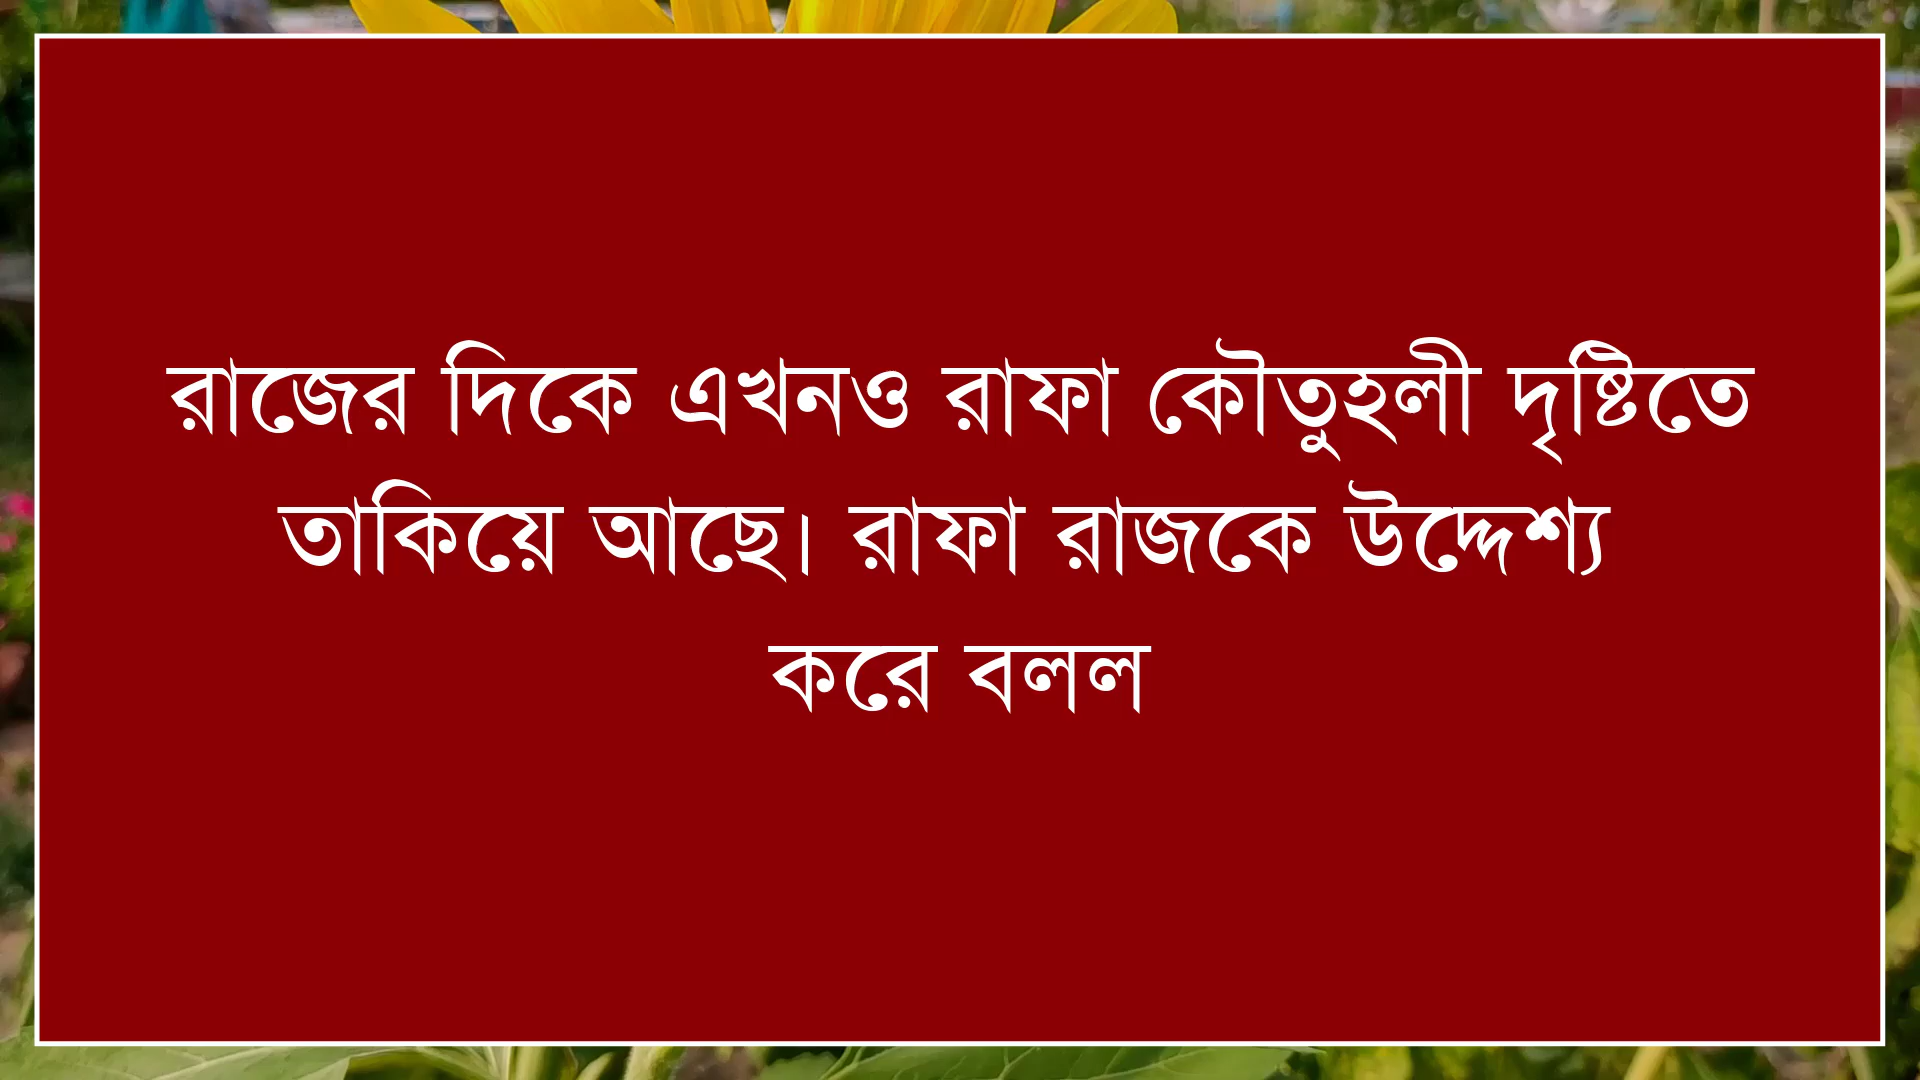 রাজের দিকে এখনও রাফা কৌতুহলী দৃষ্টিতে
তাকিয়ে আছে। রাফা রাজকে উদ্দেশ্য
করে বলল